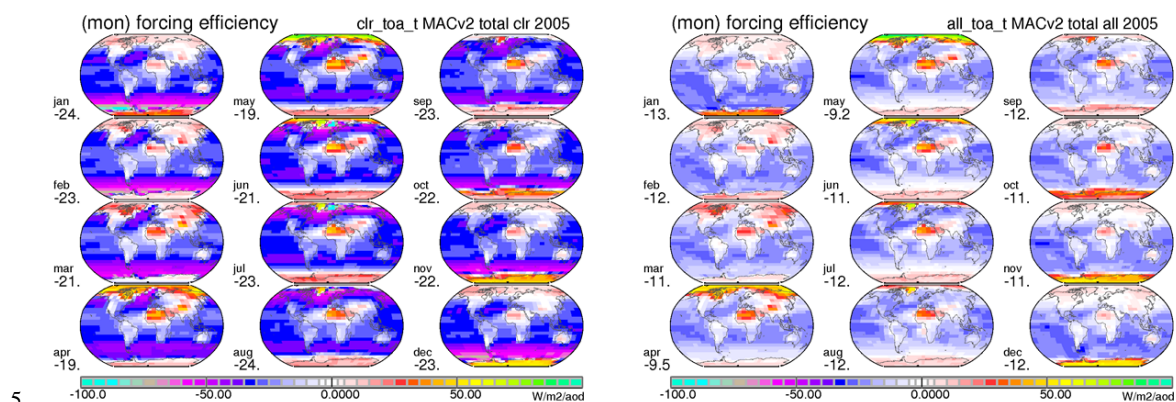 (mon) forcing efficiency clr_toa_t MACv2 total clr 2005
jan
-24.
may
-19.
sep
-23.
feb
-23.
jun
-21.
oct
-22.
mar
-21.
jul
-23.
nov
-22.
apr
-19.
aug
-24.
dec
-23.
-100.0 -50.00 0.0000 50.00 W/m2/aod
(mon) forcing efficiency all_toa_t MACv2 total all 2005
jan
-13.
may
-9.2
sep
-12.
feb
-12.
jun
-11.
oct
-11.
mar
-11.
jul
-12.
nov
-11.
apr
-9.5
aug
-12.
dec
-12.
-100.0 -50.00 0.0000 50.00 W/m2/aod
5